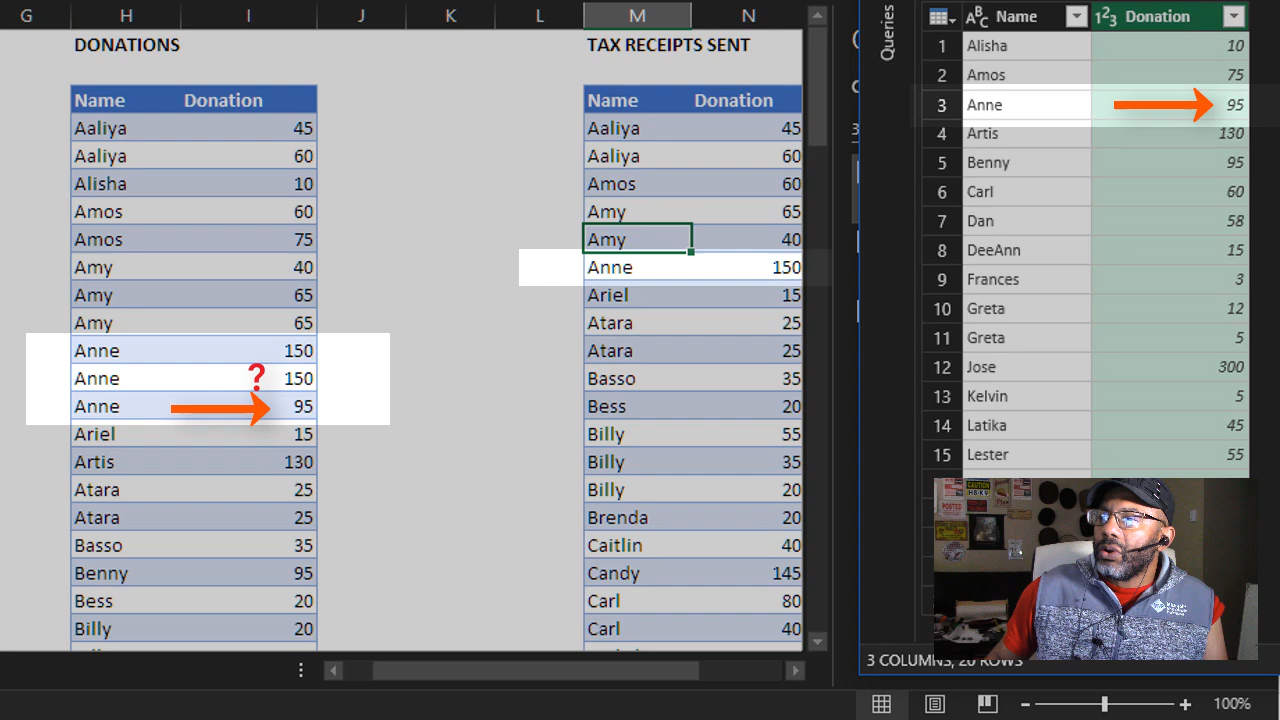 G H I J K L M N
DONATIONS
Name Donation
Aaliya 45
Aaliya 60
Alisha 10
Amos 60
Amos 75
Amy 40
Amy 65
Amy 65
Anne 150
Anne ? 150
Anne 95
Ariel 15
Artis 130
Atara 25
Atara 25
Basso 35
Benny 95
Bess 20
Billy 20
TAX RECEIPTS SENT
Name Donation
Aaliya 45
Aaliya 60
Amos 60
Amy 65
Amy 40
Anne 150
Ariel 15
Atara 25
Atara 25
Basso 35
Bess 20
Billy 55
Billy 35
Billy 20
Brenda 20
Caitlin 40
Candy 145
Carl 80
Carl 40
Queries
ABC Name 123 Donation
1 Alisha 10
2 Amos 75
3 Anne 95
4 Artis 130
5 Benny 95
6 Carl 60
7 Dan 58
8 DeeAnn 15
9 Frances 3
10 Greta 12
11 Greta 5
12 Jose 300
13 Kelvin 5
14 Latika 45
15 Lester 55
CAUTION
POSTED
3 COLUMNS, 20 ROWS
100%